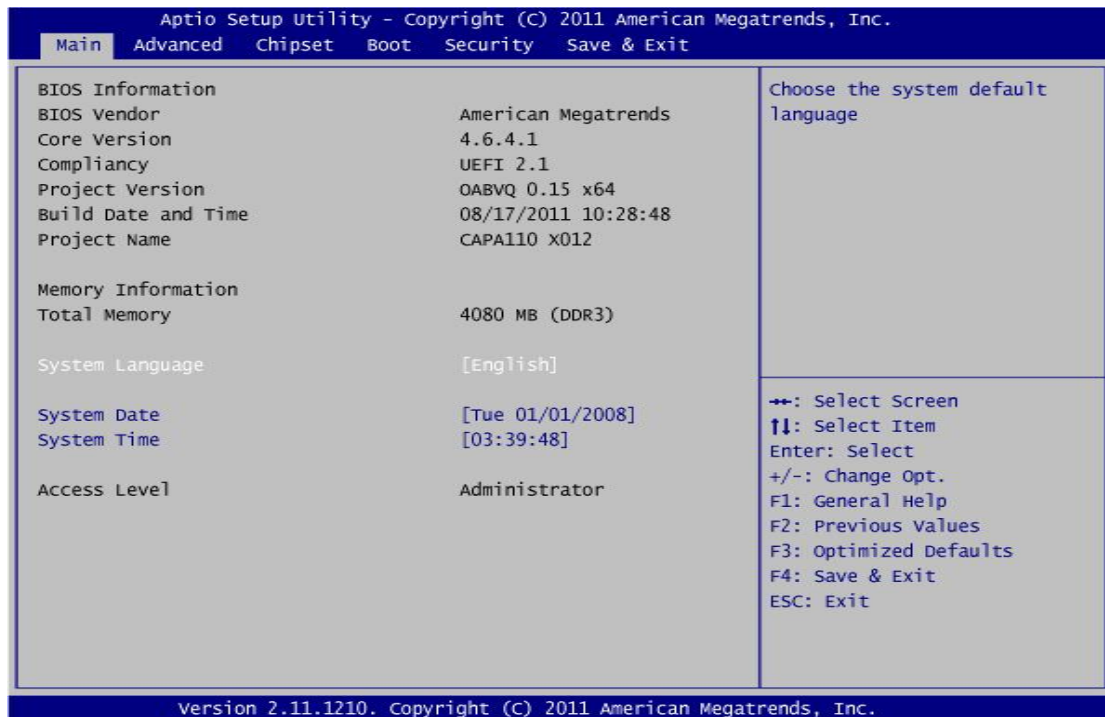 Aptio Setup Utility - Copyright (C) 2011 American Megatrends, Inc.
Main Advanced Chipset Boot Security Save & Exit
BIOS Information
BIOS Vendor American Megatrends
Core Version 4.6.4.1
Compliancy UEFI 2.1
Project Version OABVQ 0.15 x64
Build Date and Time 08/17/2011 10:28:48
Project Name CAPA110 X012
Memory Information
Total Memory 4080 MB (DDR3)
System Language [English]
System Date [Tue 01/01/2008]
System Time [03:39:48]
Access Level Administrator
Choose the system default
language
→←: Select Screen
↑↓: Select Item
Enter: Select
+/-: Change Opt.
F1: General Help
F2: Previous Values
F3: Optimized Defaults
F4: Save & Exit
ESC: Exit
Version 2.11.1210. Copyright (C) 2011 American Megatrends, Inc.